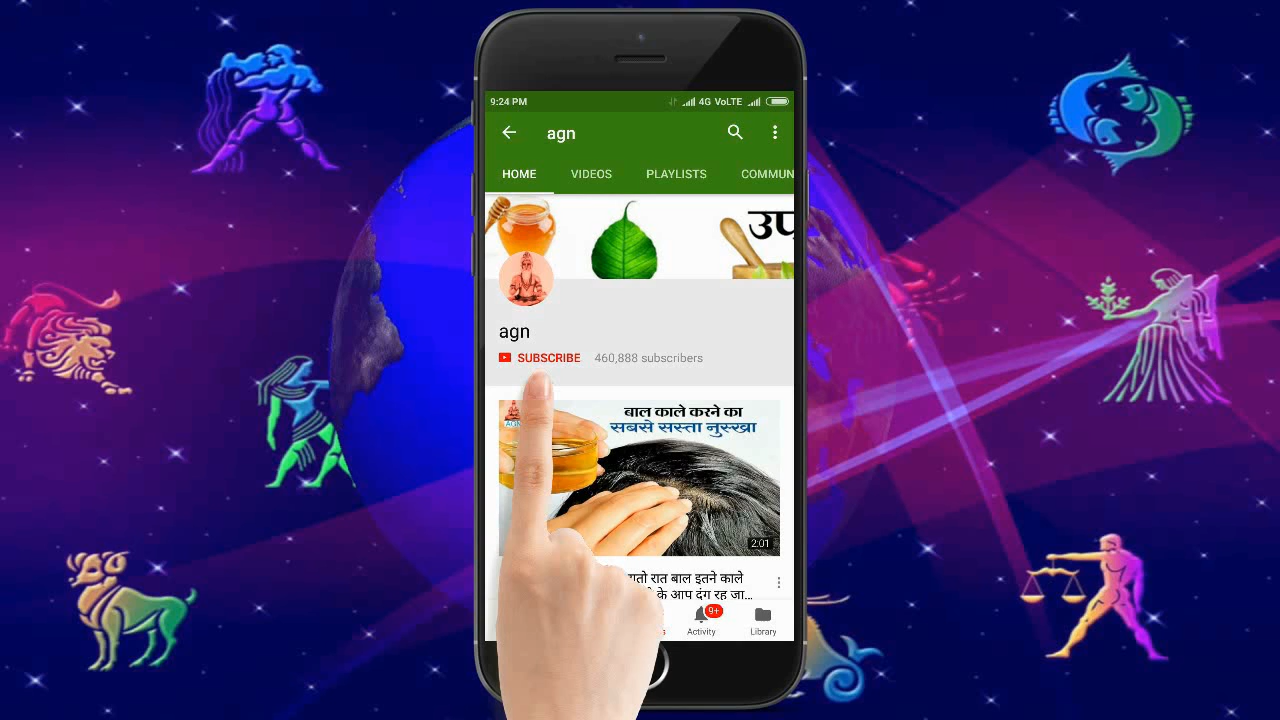 9:24 PM
4G VoLTE
agn
HOME VIDEOS PLAYLISTS COMMUN
उप
agn
SUBSCRIBE 460,888 subscribers
AGN
बाल काले करने का
सबसे सस्ता नुस्खा
2:01
रातो रात बाल इतने काले
के आप दंग रह जा...
9+
Activity Library